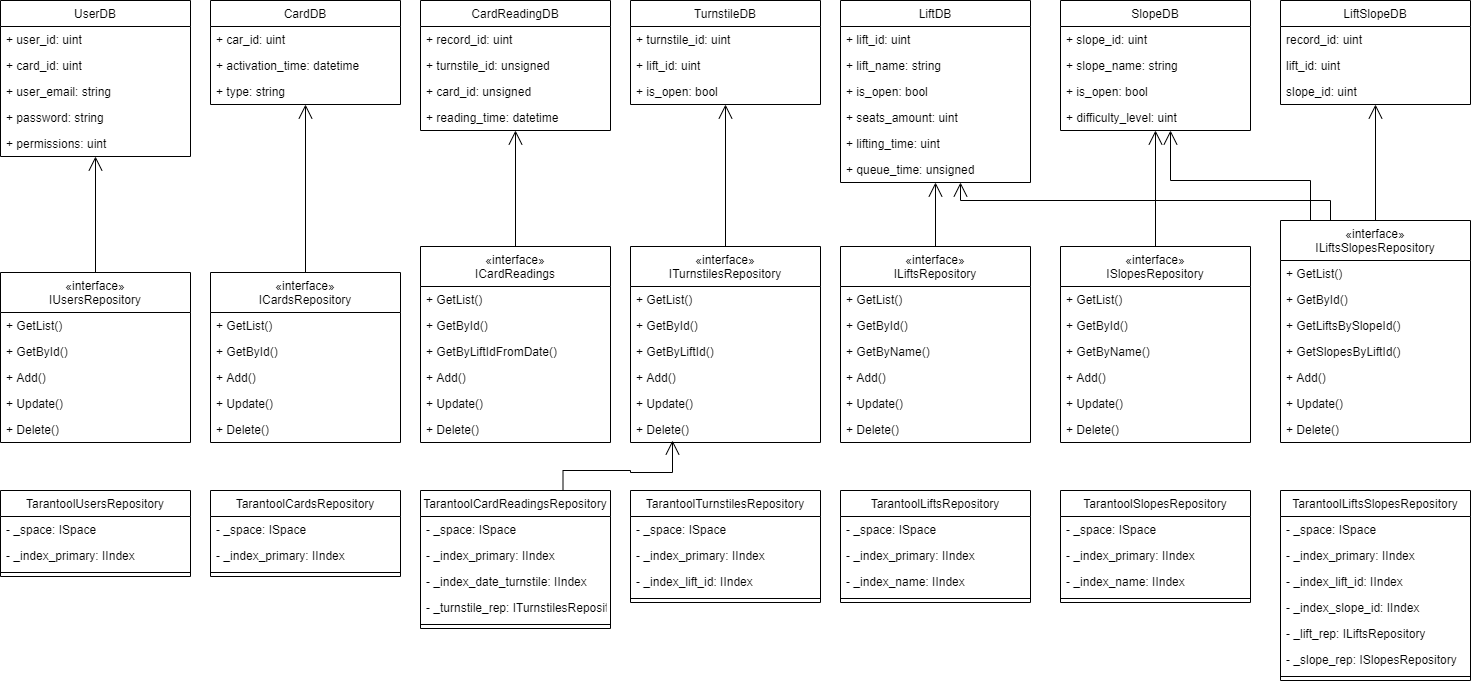 UserDB
+ user_id: uint
+ card_id: uint
+ user_email: string
+ password: string
+ permissions: uint
CardDB
+ car_id: uint
+ activation_time: datetime
+ type: string
CardReadingDB
+ record_id: uint
+ turnstile_id: unsigned
+ card_id: unsigned
+ reading_time: datetime
TurnstileDB
+ turnstile_id: uint
+ lift_id: uint
+ is_open: bool
LiftDB
+ lift_id: uint
+ lift_name: string
+ is_open: bool
+ seats_amount: uint
+ lifting_time: uint
+ queue_time: unsigned
SlopeDB
+ slope_id: uint
+ slope_name: string
+ is_open: bool
+ difficulty_level: uint
LiftSlopeDB
record_id: uint
lift_id: uint
slope_id: uint
«interface»
IUsersRepository
+ GetList()
+ GetById()
+ Add()
+ Update()
+ Delete()
«interface»
ICardsRepository
+ GetList()
+ GetById()
+ Add()
+ Update()
+ Delete()
«interface»
ICardReadings
+ GetList()
+ GetById()
+ GetByLiftIdFromDate()
+ Add()
+ Update()
+ Delete()
«interface»
ITurnstilesRepository
+ GetList()
+ GetById()
+ GetByLiftId()
+ Add()
+ Update()
+ Delete()
«interface»
ILiftsRepository
+ GetList()
+ GetById()
+ GetByName()
+ Add()
+ Update()
+ Delete()
«interface»
ISlopesRepository
+ GetList()
+ GetById()
+ GetByName()
+ Add()
+ Update()
+ Delete()
«interface»
ILiftsSlopesRepository
+ GetList()
+ GetById()
+ GetLiftsBySlopeId()
+ GetSlopesByLiftId()
+ Add()
+ Update()
+ Delete()
TarantoolUsersRepository
- _space: ISpace
- _index_primary: IIndex
TarantoolCardsRepository
- _space: ISpace
- _index_primary: IIndex
TarantoolCardReadingsRepository
- _space: ISpace
- _index_primary: IIndex
- _index_date_turnstile: IIndex
- _turnstile_rep: ITurnstilesReposit
TarantoolTurnstilesRepository
- _space: ISpace
- _index_primary: IIndex
- _index_lift_id: IIndex
TarantoolLiftsRepository
- _space: ISpace
- _index_primary: IIndex
- _index_name: IIndex
TarantoolSlopesRepository
- _space: ISpace
- _index_primary: IIndex
- _index_name: IIndex
TarantoolLiftsSlopesRepository
- _space: ISpace
- _index_primary: IIndex
- _index_lift_id: IIndex
- _index_slope_id: IIndex
- _lift_rep: ILiftsRepository
- _slope_rep: ISlopesRepository